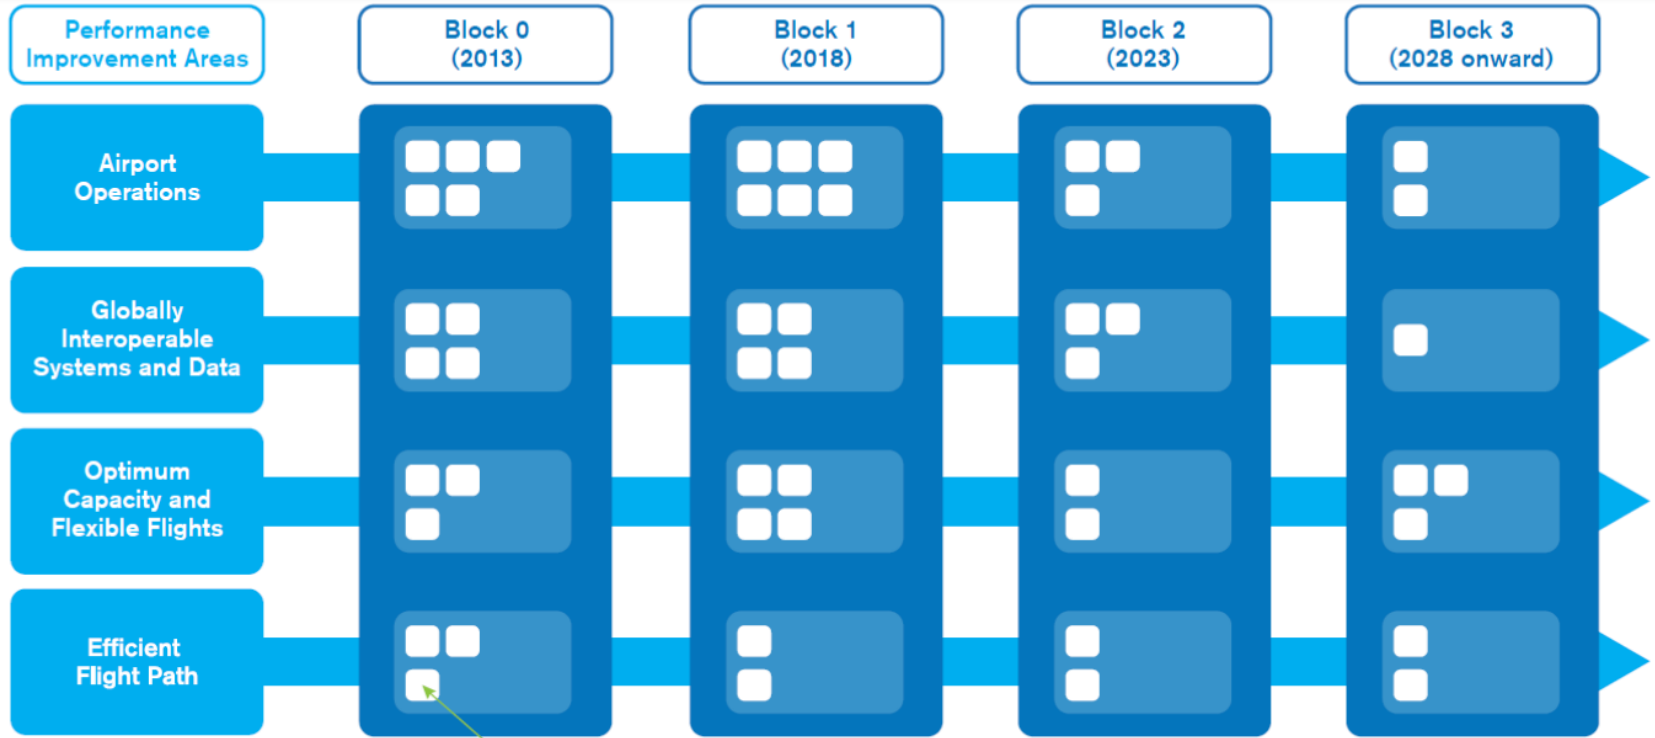 Performance
Improvement Areas
Block 0
(2013)
Block 1
(2018)
Block 2
(2023)
Block 3
(2028 onward)
Airport
Operations
Globally
Interoperable
Systems and Data
Optimum
Capacity and
Flexible Flights
Efficient
Flight Path